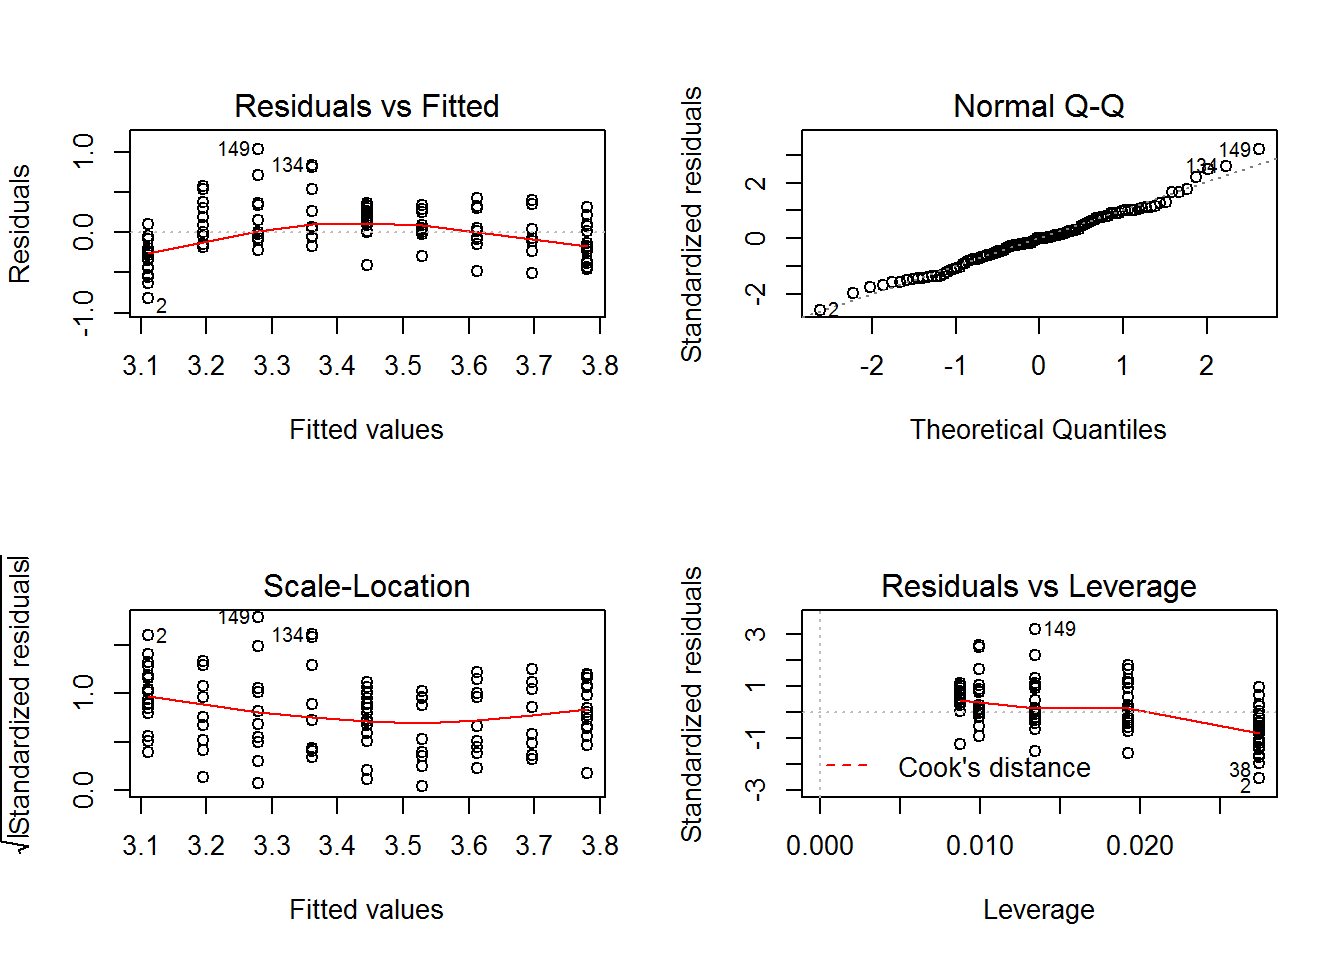 Residuals vs Fitted
Residuals
1.0
0.0
-1.0
149
134
2
3.1 3.2 3.3 3.4 3.5 3.6 3.7 3.8
Fitted values
Normal Q-Q
Standardized residuals
2
0
-2
149
134
2
-2 -1 0 1 2
Theoretical Quantiles
Scale-Location
√|Standardized residuals|
1.0
0.0
149
134
2
3.1 3.2 3.3 3.4 3.5 3.6 3.7 3.8
Fitted values
Residuals vs Leverage
Standardized residuals
3
1
-1
-3
149
Cook's distance
38
2
0.000 0.010 0.020
Leverage